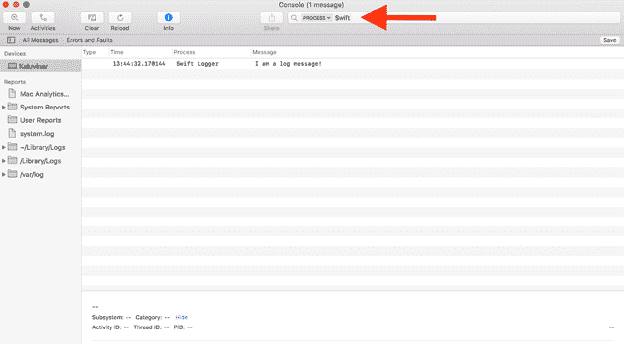 Console (1 message)
PROCESS Swift
Now Activities Clear Reload Info Share
All Messages Errors and Faults Save
Devices
Type Time Process Message
13:44:32.170144 Swift Logger I am a log message!
Reports
Mac Analytics...
System Reports
User Reports
system.log
~/Library/Logs
/Library/Logs
/var/log
--
Subsystem: -- Category: -- Hide
Activity ID: -- Thread ID: -- PID: -- --